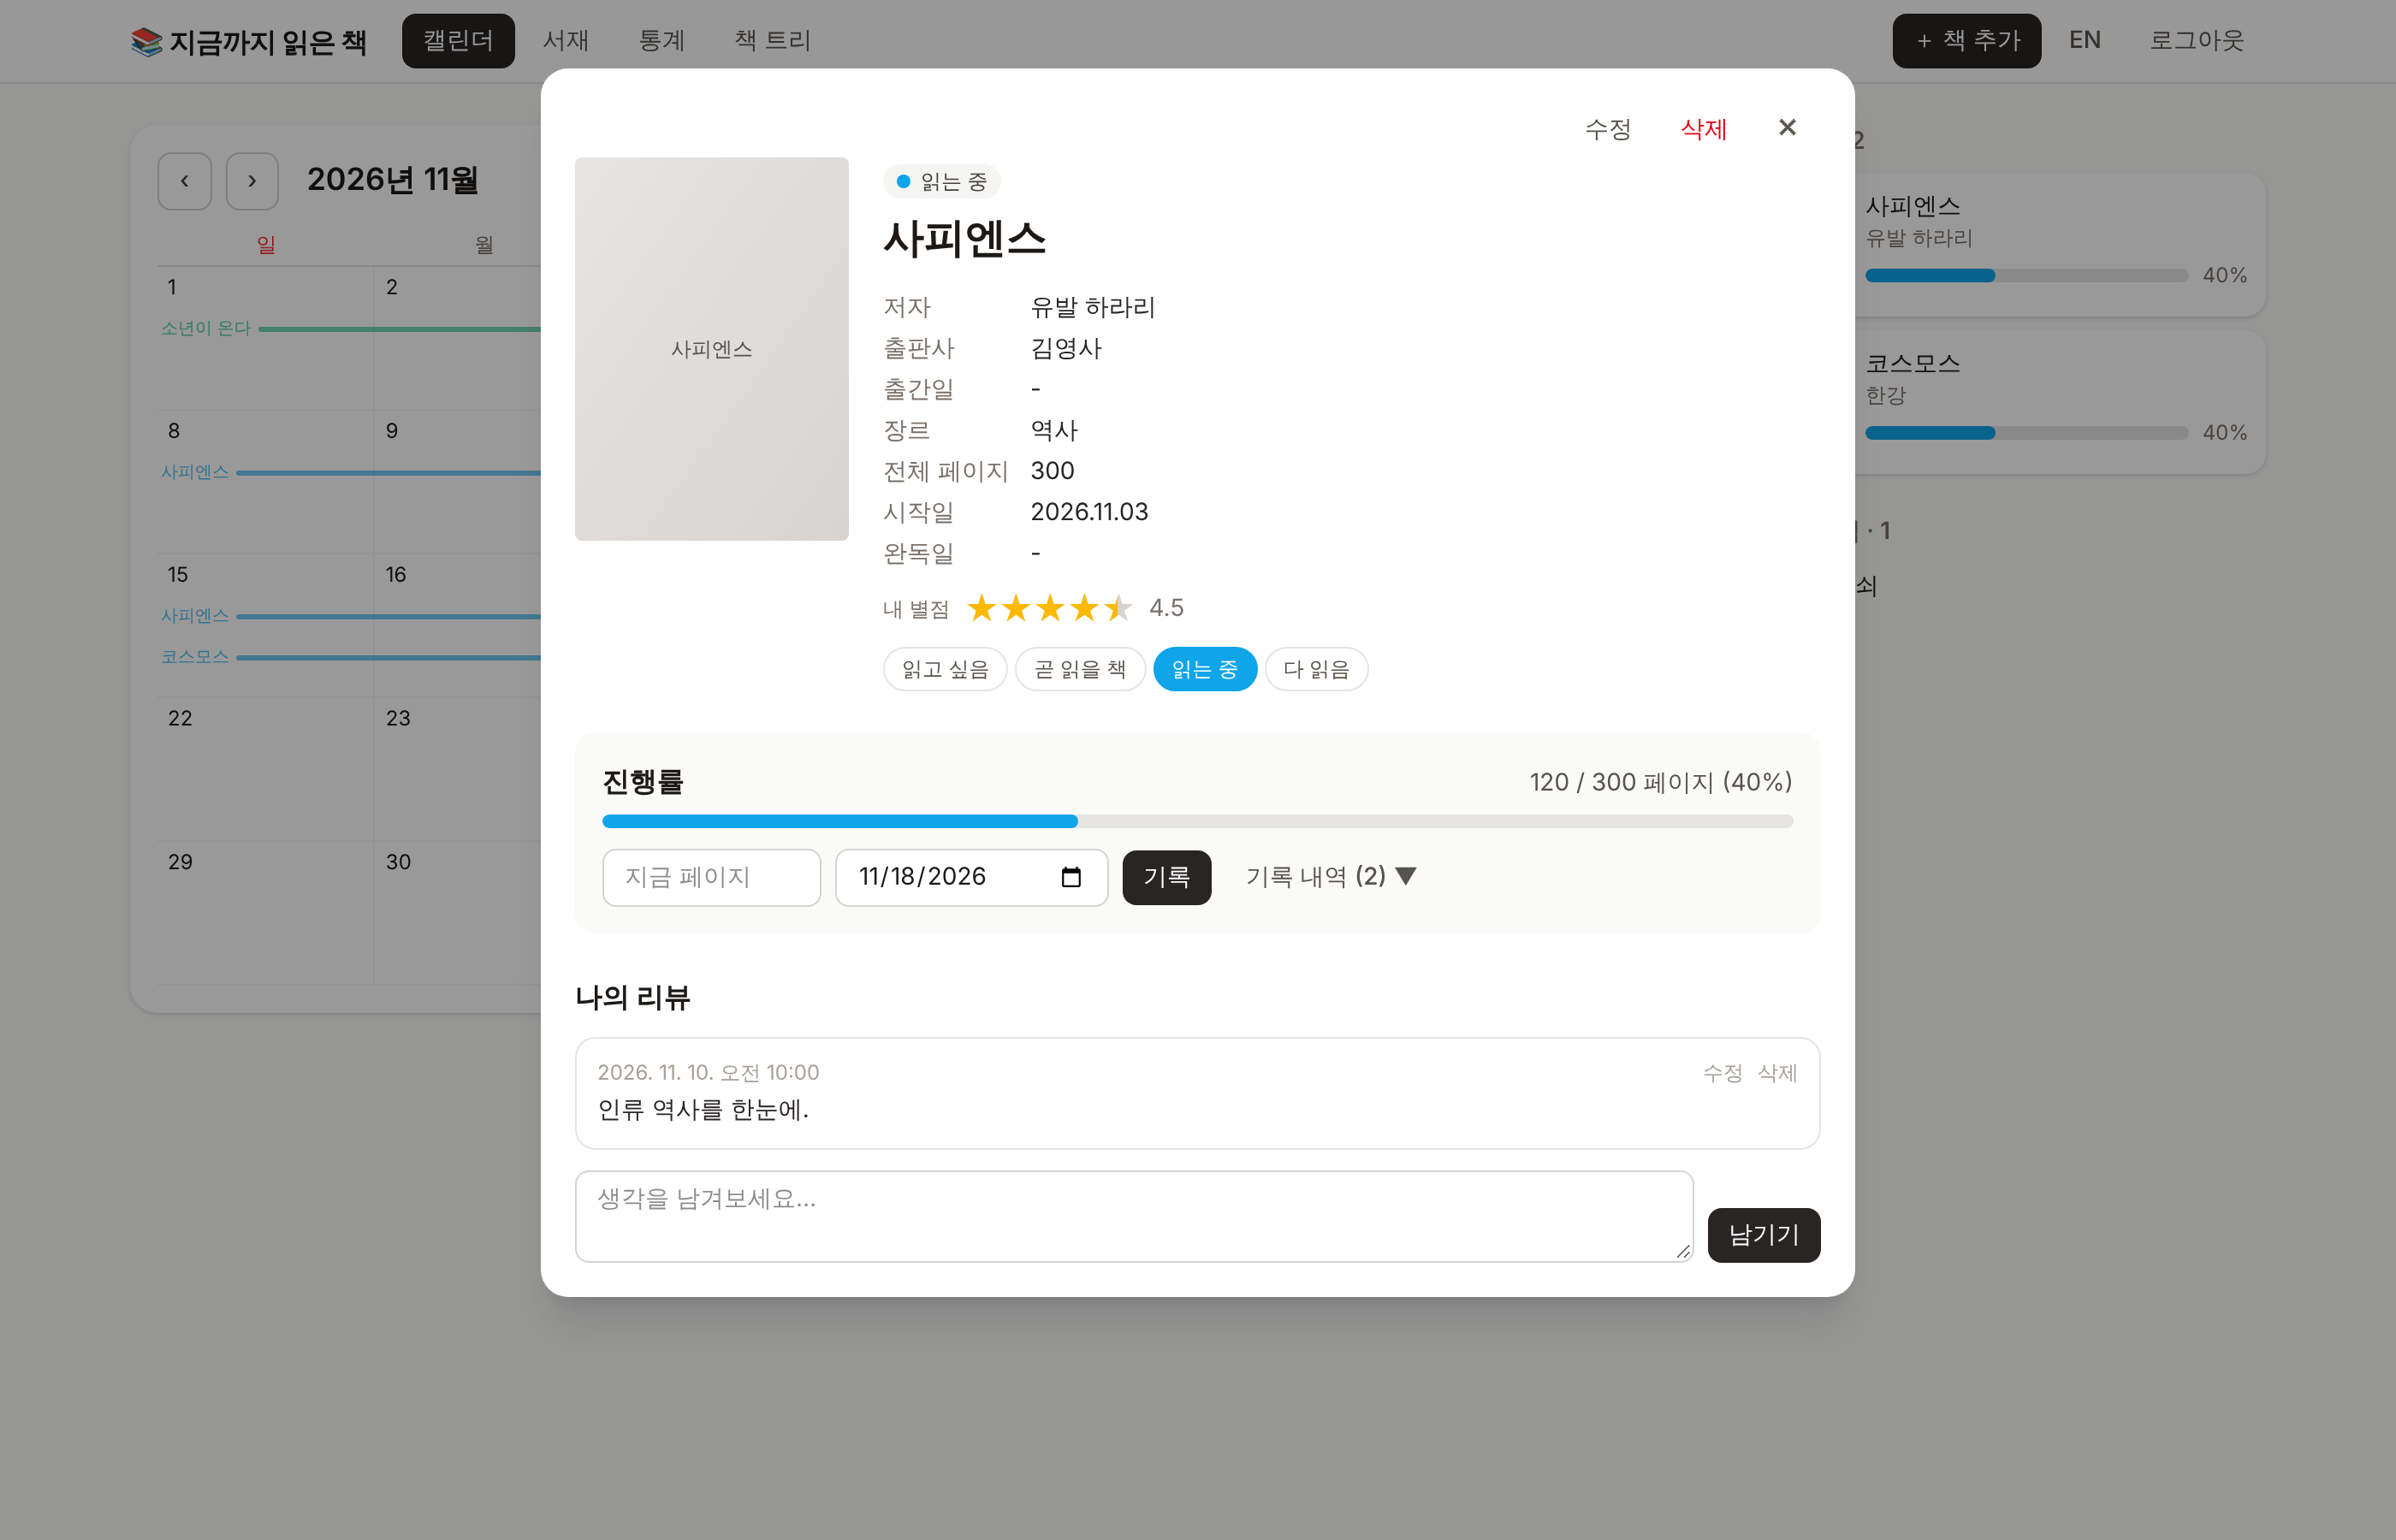 📚 지금까지 읽은 책 캘린더 서재 통계 책 트리 + 책 추가 EN 로그아웃
‹ › 2026년 11월
일 월
1 2
소년이 온다
8 9
사피엔스
15 16
사피엔스
코스모스
22 23
29 30
수정 삭제 ✕
사피엔스
읽는 중
사피엔스
저자 유발 하라리
출판사 김영사
출간일 -
장르 역사
전체 페이지 300
시작일 2026.11.03
완독일 -
내 별점 ★★★★★ 4.5
읽고 싶음 곧 읽을 책 읽는 중 다 읽음
진행률 120 / 300 페이지 (40%)
지금 페이지 11/18/2026 기록 기록 내역 (2) ▼
나의 리뷰
2026. 11. 10. 오전 10:00 수정 삭제
인류 역사를 한눈에.
생각을 남겨보세요...
남기기
2
사피엔스
유발 하라리
40%
코스모스
한강
40%
· 1
쇠